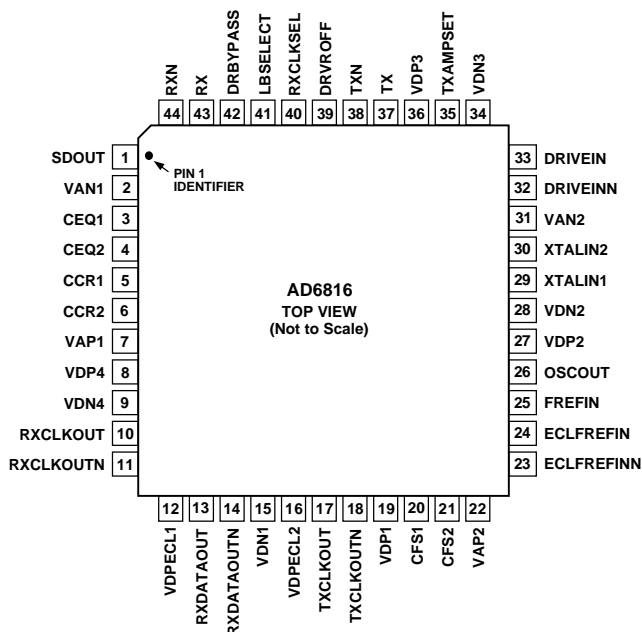 RXN
RX
DRBYPASS
LBSELECT
RXCLKSEL
DRVROFF
TXN
TX
VDP3
TXAMPSET
VDN3
44 43 42 41 40 39 38 37 36 35 34
SDOUT 1
VAN1 2
CEQ1 3
CEQ2 4
CCR1 5
CCR2 6
VAP1 7
VDP4 8
VDN4 9
RXCLKOUT 10
RXCLKOUTN 11
PIN 1
IDENTIFIER
AD6816
TOP VIEW
(Not to Scale)
33 DRIVEIN
32 DRIVEINN
31 VAN2
30 XTALIN2
29 XTALIN1
28 VDN2
27 VDP2
26 OSCOUT
25 FREFIN
24 ECLFREFIN
23 ECLFREFINN
12 13 14 15 16 17 18 19 20 21 22
VDPECL1
RXDATAOUT
RXDATAOUTN
VDN1
VDPECL2
TXCLKOUT
TXCLKOUTN
VDP1
CFS1
CFS2
VAP2